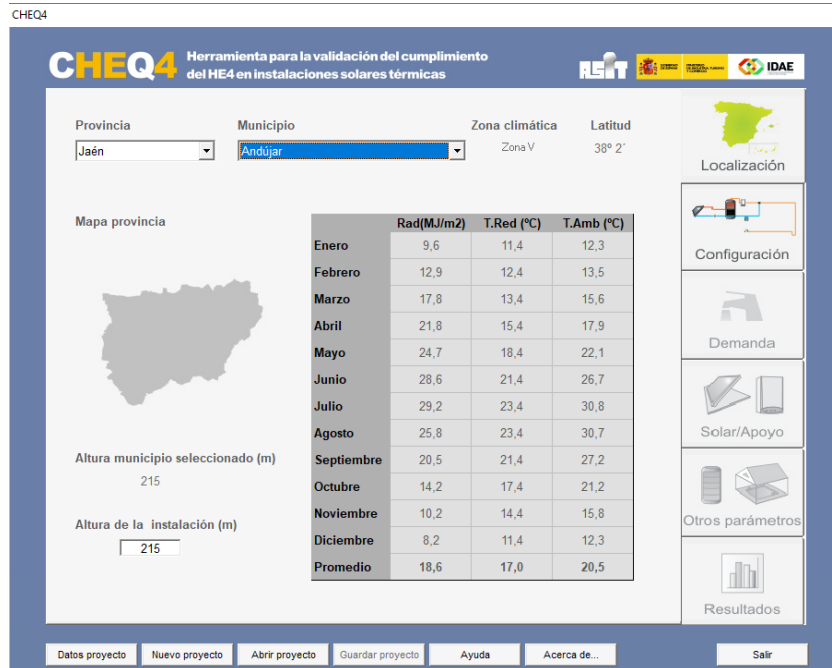 CHEQ4
CHEQ4
Herramienta para la validación del cumplimiento
del HE4 en instalaciones solares térmicas
ASIT
IDAE
Provincia Municipio Zona climática Latitud
Jaén Andújar Zona V 38º 2´
Localización
Mapa provincia
Rad(MJ/m2) T.Red (ºC) T.Amb (ºC)
Enero 9,6 11,4 12,3
Febrero 12,9 12,4 13,5
Marzo 17,8 13,4 15,6
Abril 21,8 15,4 17,9
Mayo 24,7 18,4 22,1
Junio 28,6 21,4 26,7
Julio 29,2 23,4 30,8
Agosto 25,8 23,4 30,7
Septiembre 20,5 21,4 27,2
Octubre 14,2 17,4 21,2
Noviembre 10,2 14,4 15,8
Diciembre 8,2 11,4 12,3
Promedio 18,6 17,0 20,5
Altura municipio seleccionado (m)
215
Altura de la instalación (m)
215
Configuración
Demanda
Solar/Apoyo
Otros parámetros
Resultados
Datos proyecto Nuevo proyecto Abrir proyecto Guardar proyecto Ayuda Acerca de... Salir